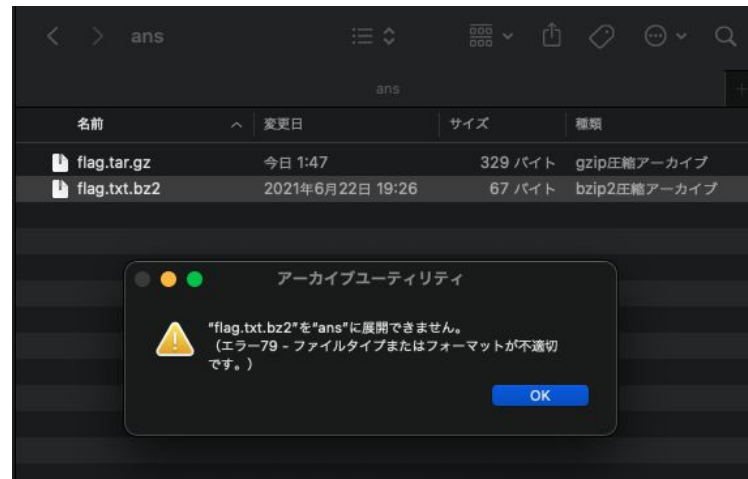 ans
ans
名前 変更日 サイズ 種類
flag.tar.gz 今日 1:47 329 バイト gzip圧縮アーカイブ
flag.txt.bz2 2021年6月22日 19:26 67 バイト bzip2圧縮アーカイブ
アーカイブユーティリティ
"flag.txt.bz2"を"ans"に展開できません。
（エラー79 - ファイルタイプまたはフォーマットが不適切
です。）
OK